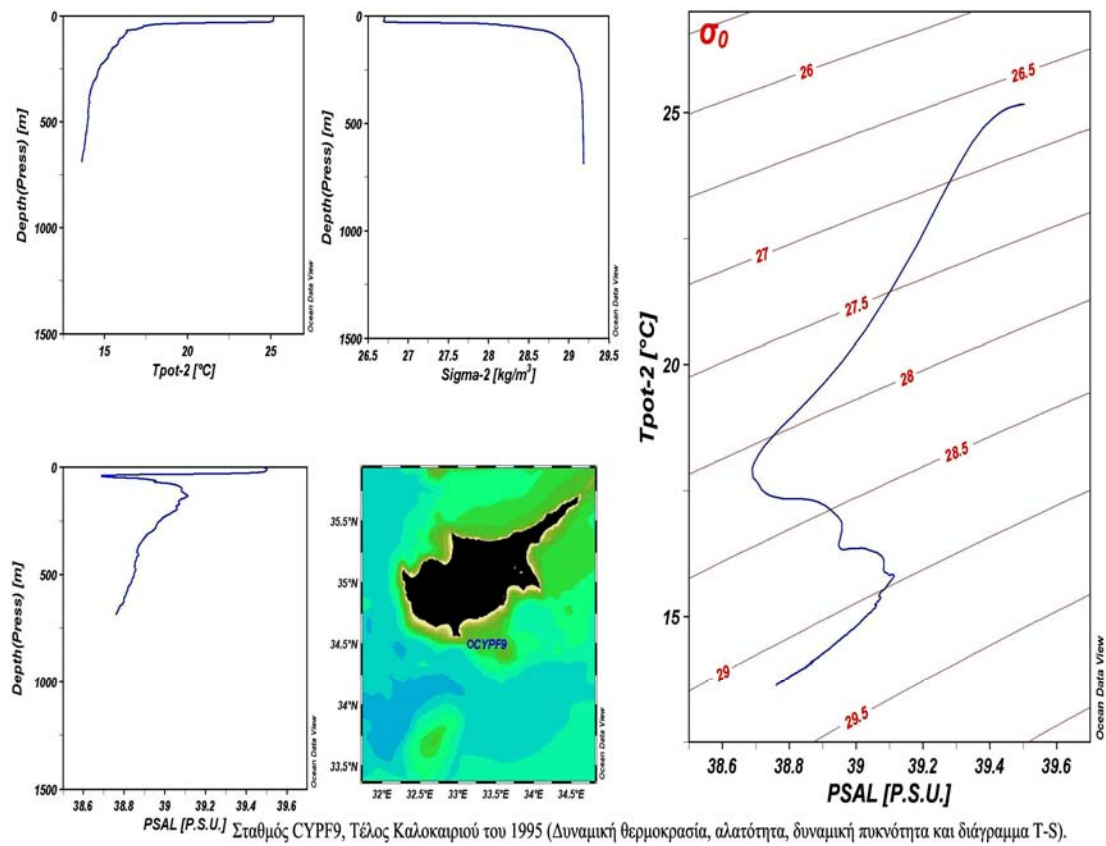 0
500
1000
1500
Depth(Press) [m]
15 20 25
Tpot-2 [°C]
Ocean Data View
0
500
1000
1500
Depth(Press) [m]
26.5 27 27.5 28 28.5 29 29.5
Sigma-2 [kg/m³]
Ocean Data View
σ₀
25
20
15
Tpot-2 [°C]
26
26.5
27
27.5
28
28.5
29
29.5
38.6 38.8 39 39.2 39.4 39.6
PSAL [P.S.U.]
Ocean Data View
0
500
1000
1500
Depth(Press) [m]
38.6 38.8 39 39.2 39.4 39.6
PSAL [P.S.U.]
Ocean Data View
35.5°N
35°N
34.5°N
34°N
33.5°N
CYPF9
32°E 32.5°E 33°E 33.5°E 34°E 34.5°E
Ocean Data View
Σταθμός CYPF9, Τέλος Καλοκαιριού του 1995 (Δυναμική θερμοκρασία, αλατότητα, δυναμική πυκνότητα και διάγραμμα T-S).